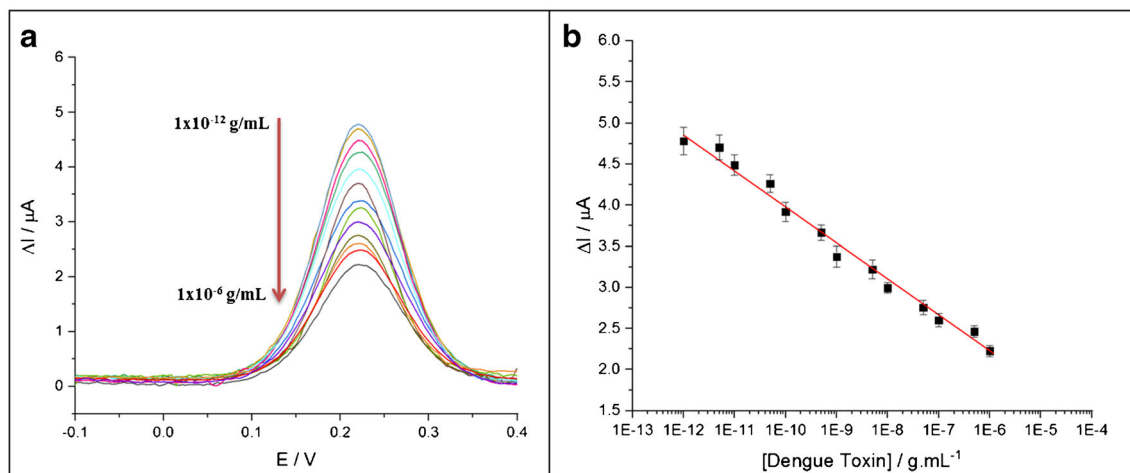 a
6
5
4
3
2
1
0
-0.1
0.0
0.1
0.2
0.3
0.4
ΔI / μA
E / V
1x10⁻¹² g/mL
1x10⁻⁶ g/mL
b
6.0
5.5
5.0
4.5
4.0
3.5
3.0
2.5
2.0
1.5
1E-13 1E-12 1E-11 1E-10 1E-9 1E-8 1E-7 1E-6 1E-5 1E-4
ΔI / μA
[Dengue Toxin] / g.mL⁻¹